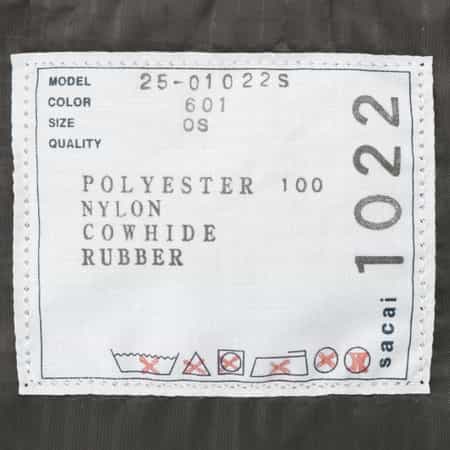 MODEL 25-01022S
COLOR 601
SIZE OS
QUALITY
POLYESTER 100
NYLON
COWHIDE
RUBBER
sacai 1022